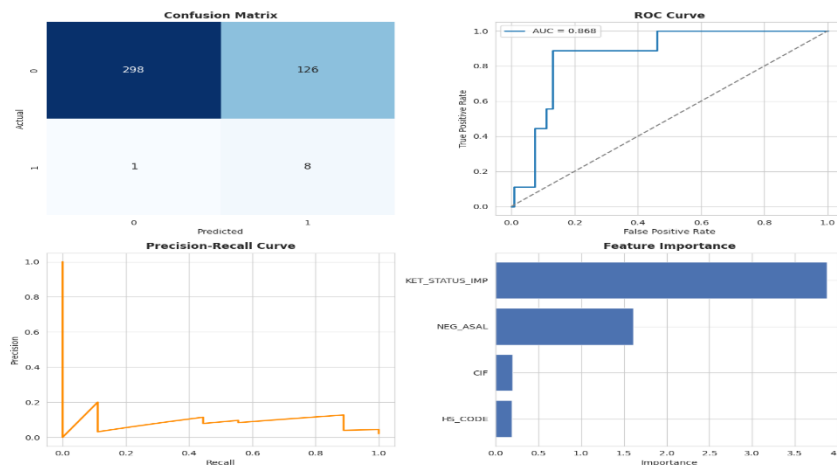 Confusion Matrix
0
298
126
Actual
1
1
8
0
1
Predicted
ROC Curve
AUC = 0.868
1.0
0.8
0.6
0.4
0.2
0.0
True Positive Rate
0.0
0.2
0.4
0.6
0.8
1.0
False Positive Rate
Precision-Recall Curve
1.0
0.8
0.6
0.4
0.2
0.0
Precision
0.0
0.2
0.4
0.6
0.8
1.0
Recall
Feature Importance
KET_STATUS_IMP
NEG_ASAL
CIF
HS_CODE
0.0
0.5
1.0
1.5
2.0
2.5
3.0
3.5
Importance